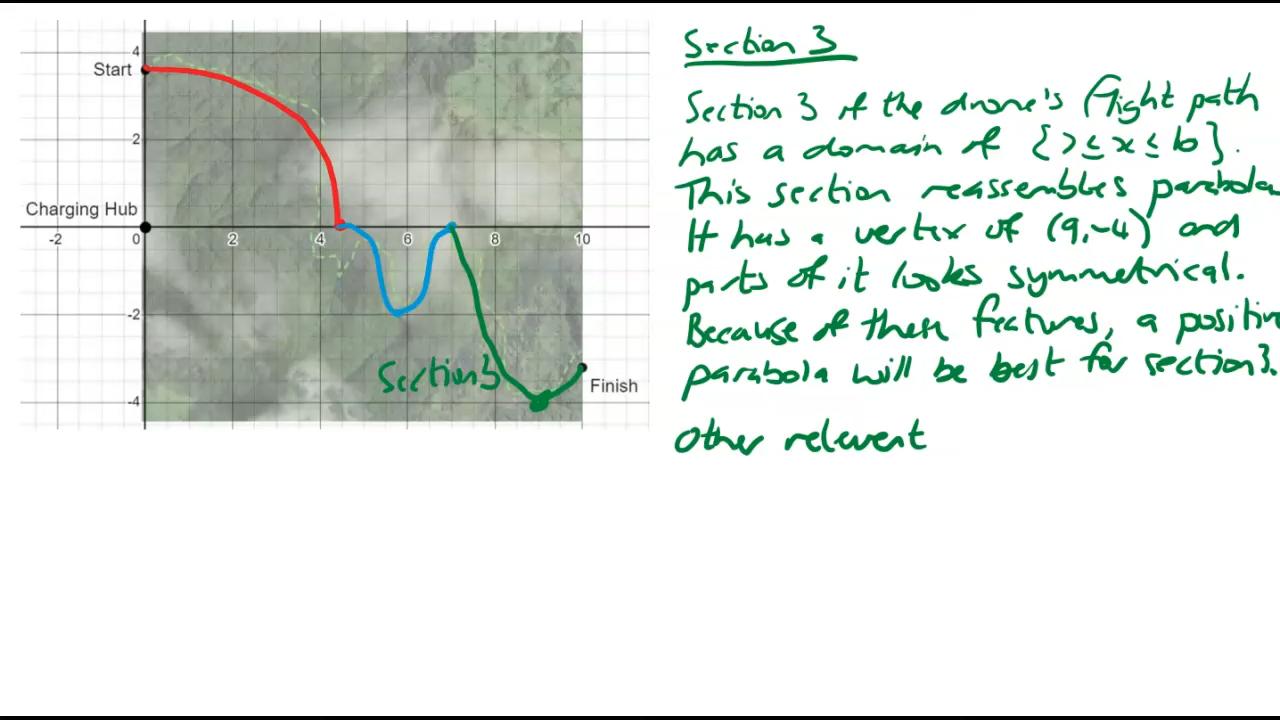 Section 3
Section 3 of the drone's flight path
has a domain of {7≤x≤10}.
This section reassembles parabola
It has a vertex of (9,-4) and
parts of it looks symmetrical.
Because of these features, a positive
parabola will be best for section 3.
Other relevent
4
Start
2
Charging Hub
-2 0 2 4 6 8 10
-2
Section 3
Finish
-4